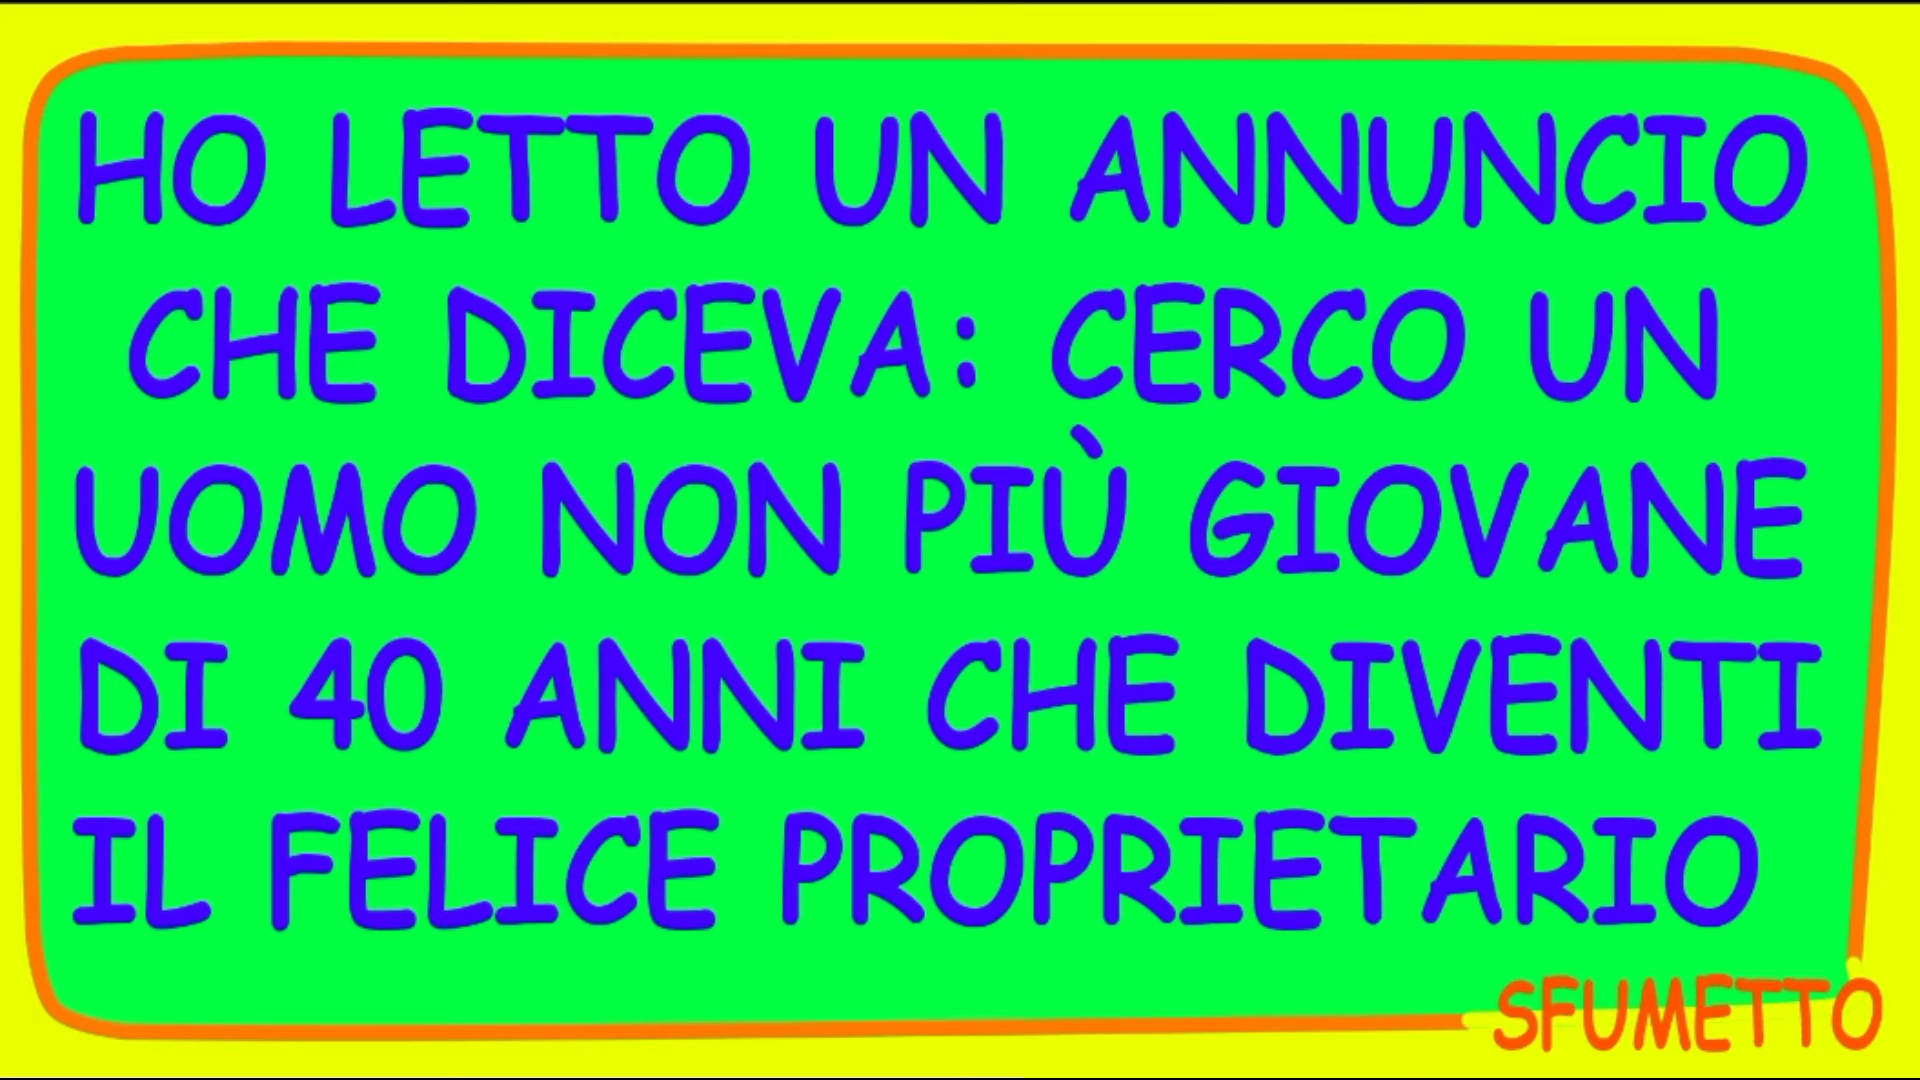 HO LETTO UN ANNUNCIO
CHE DICEVA: CERCO UN
UOMO NON PIÙ GIOVANE
DI 40 ANNI CHE DIVENTI
IL FELICE PROPRIETARIO
SFUMETTO